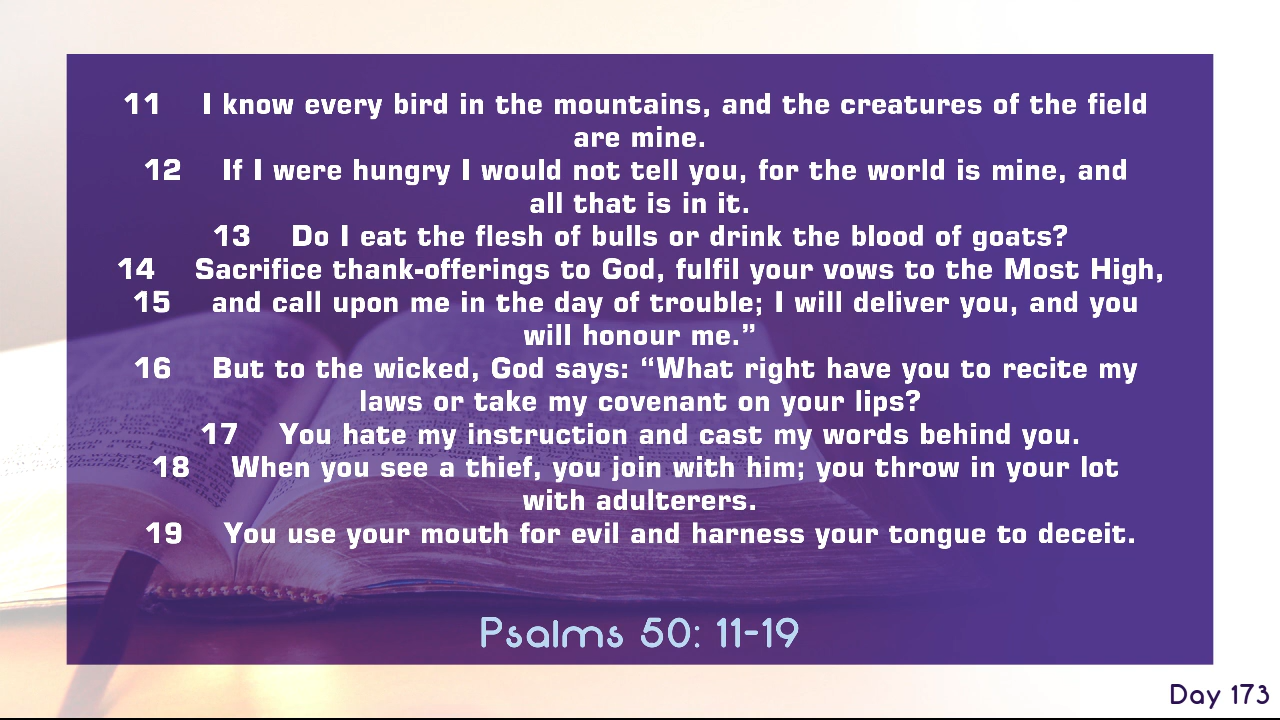 11 I know every bird in the mountains, and the creatures of the field
are mine.
12 If I were hungry I would not tell you, for the world is mine, and
all that is in it.
13 Do I eat the flesh of bulls or drink the blood of goats?
14 Sacrifice thank-offerings to God, fulfil your vows to the Most High,
15 and call upon me in the day of trouble; I will deliver you, and you
will honour me.”
16 But to the wicked, God says: “What right have you to recite my
laws or take my covenant on your lips?
17 You hate my instruction and cast my words behind you.
18 When you see a thief, you join with him; you throw in your lot
with adulterers.
19 You use your mouth for evil and harness your tongue to deceit.
Psalms 50: 11-19
Day 173